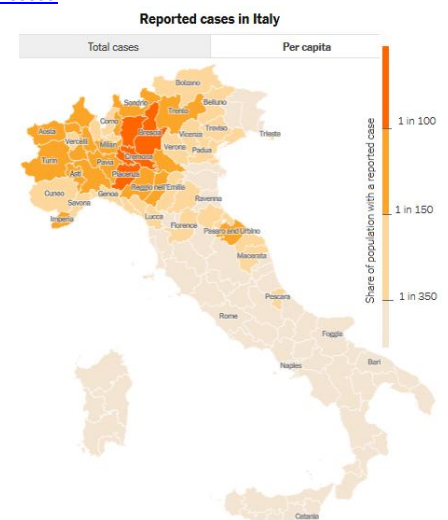 Reported cases in Italy
Total cases
Per capita
Bolzano
Sondrio
Belluno
Trento
Aosta
Como
Treviso
Brescia
Vicenza
Trieste
Vercelli
Milan
Verona
Padua
Cremona
Turin
Pavia
Asti
Piacenza
Reggio nell'Emilia
Cuneo
Genoa
Savona
Ravenna
Imperia
Lucca
Florence
Pesaro and Urbino
Macerata
Pescara
Rome
Foggia
Naples
Bari
Catania
Share of population with a reported case
1 in 100
1 in 150
1 in 350